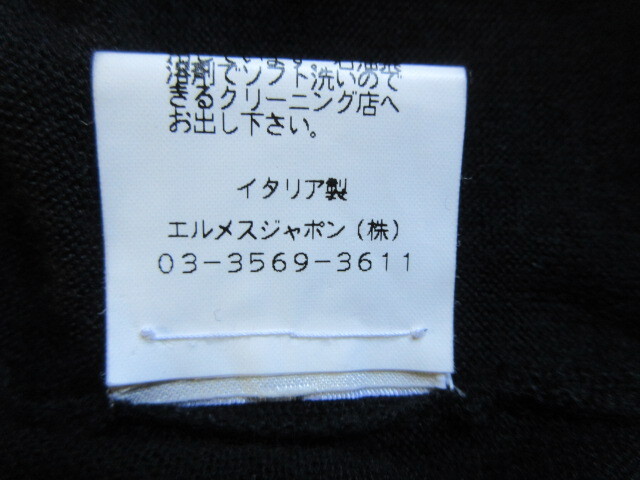 溶剤でソフト洗いので
きるクリーニング店へ
お出し下さい。
イタリア製
エルメスジャポン(株)
03-3569-3611